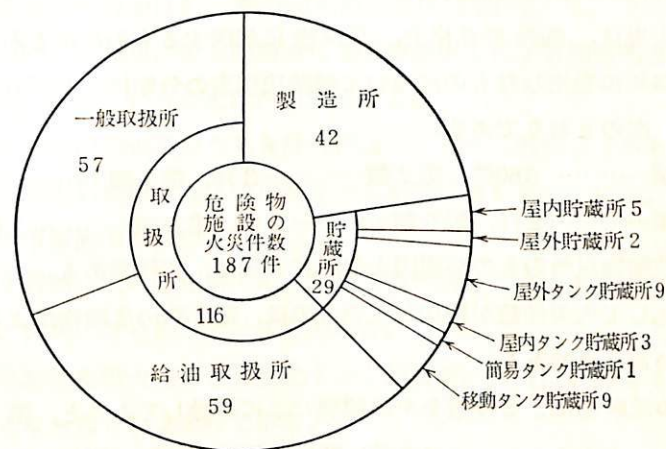 危険物
施設の
火災件数
187件
製造所
42
貯蔵所
29
屋内貯蔵所5
屋外貯蔵所2
屋外タンク貯蔵所9
屋内タンク貯蔵所3
簡易タンク貯蔵所1
移動タンク貯蔵所9
取扱所
116
給油取扱所
59
一般取扱所
57